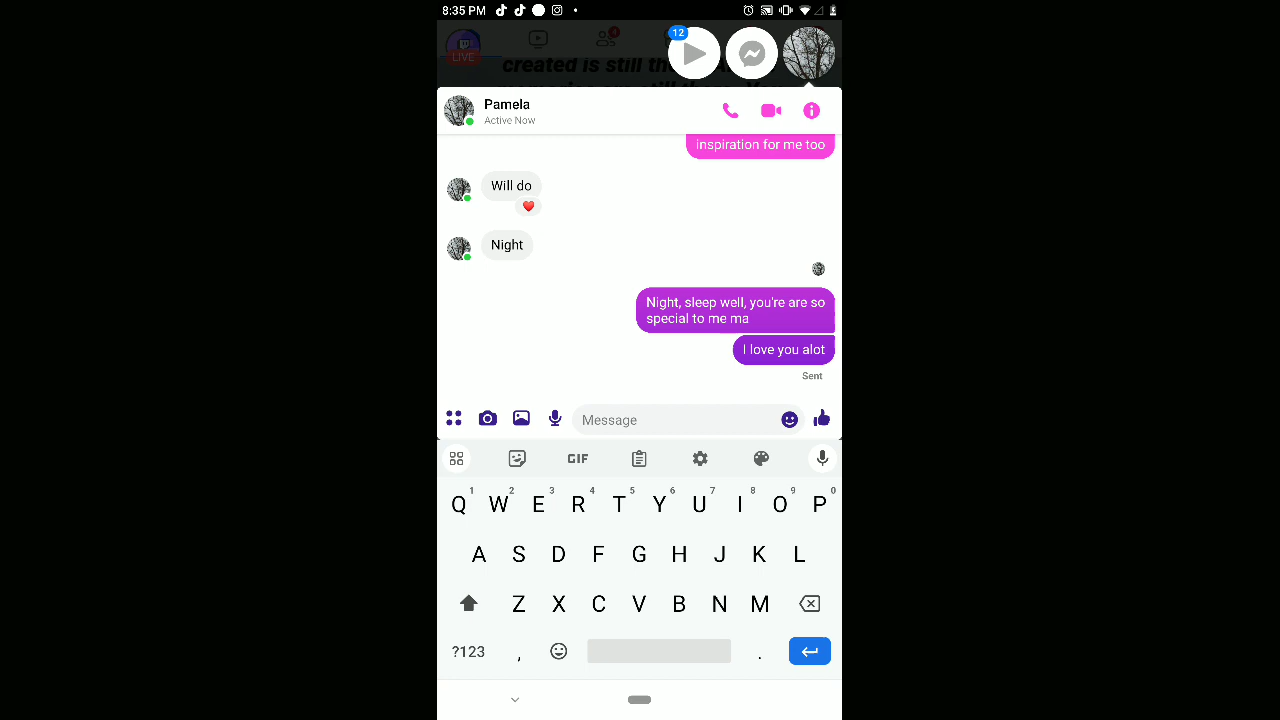 8:35 PM
12
4
LIVE
created is still the
Pamela
Active Now
inspiration for me too
Will do
Night
Night, sleep well, you're are so
special to me ma
I love you alot
Sent
Message
GIF
1 2 3 4 5 6 7 8 9 0
Q W E R T Y U I O P
A S D F G H J K L
Z X C V B N M
?123 , .